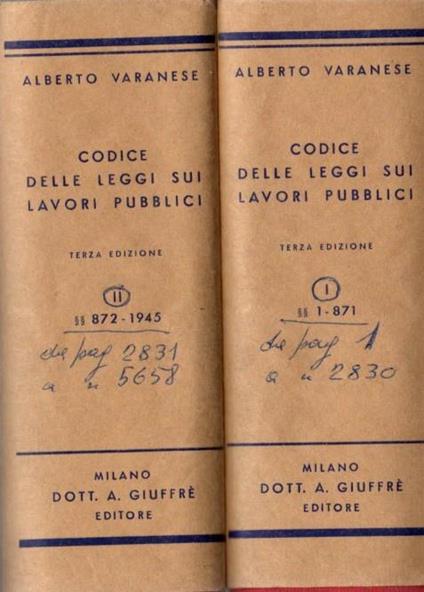 ALBERTO VARANESE
CODICE
DELLE LEGGI SUI
LAVORI PUBBLICI
TERZA EDIZIONE
II
§§ 872-1945
da pag 2831
a " 5658
MILANO
DOTT. A. GIUFFRÈ
EDITORE
ALBERTO VARANESE
CODICE
DELLE LEGGI SUI
LAVORI PUBBLICI
TERZA EDIZIONE
I
§§ 1-871
da pag 1
a " 2830
MILANO
DOTT. A. GIUFFRÈ
EDITORE